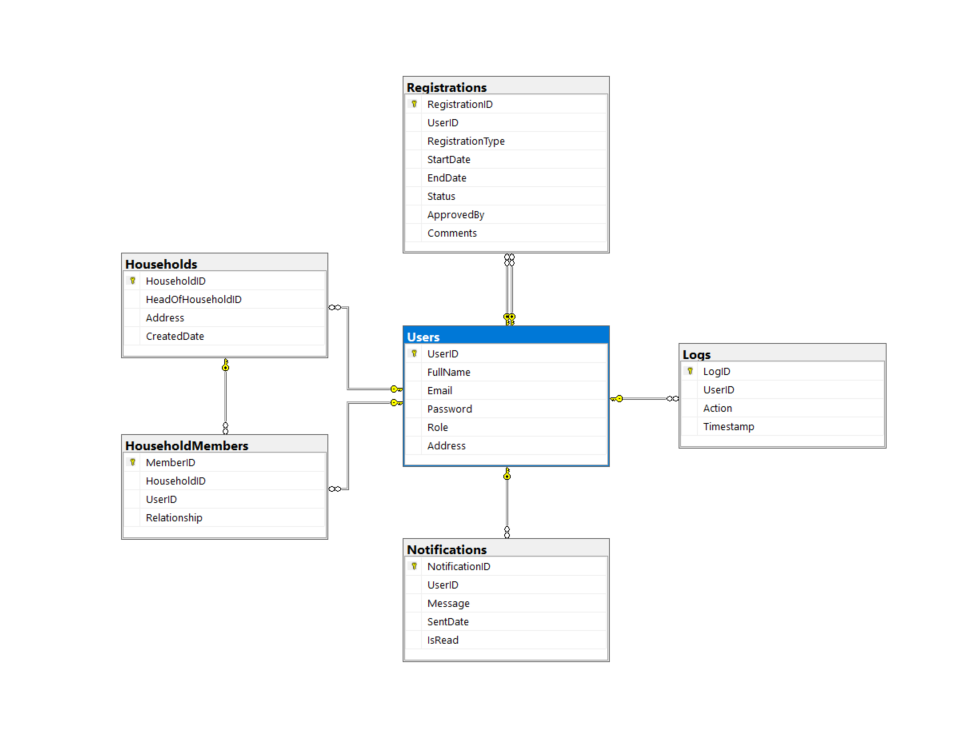 Registrations
RegistrationID
UserID
RegistrationType
StartDate
EndDate
Status
ApprovedBy
Comments
Households
HouseholdID
HeadOfHouseholdID
Address
CreatedDate
Users
UserID
FullName
Email
Password
Role
Address
Logs
LogID
UserID
Action
Timestamp
HouseholdMembers
MemberID
HouseholdID
UserID
Relationship
Notifications
NotificationID
UserID
Message
SentDate
IsRead